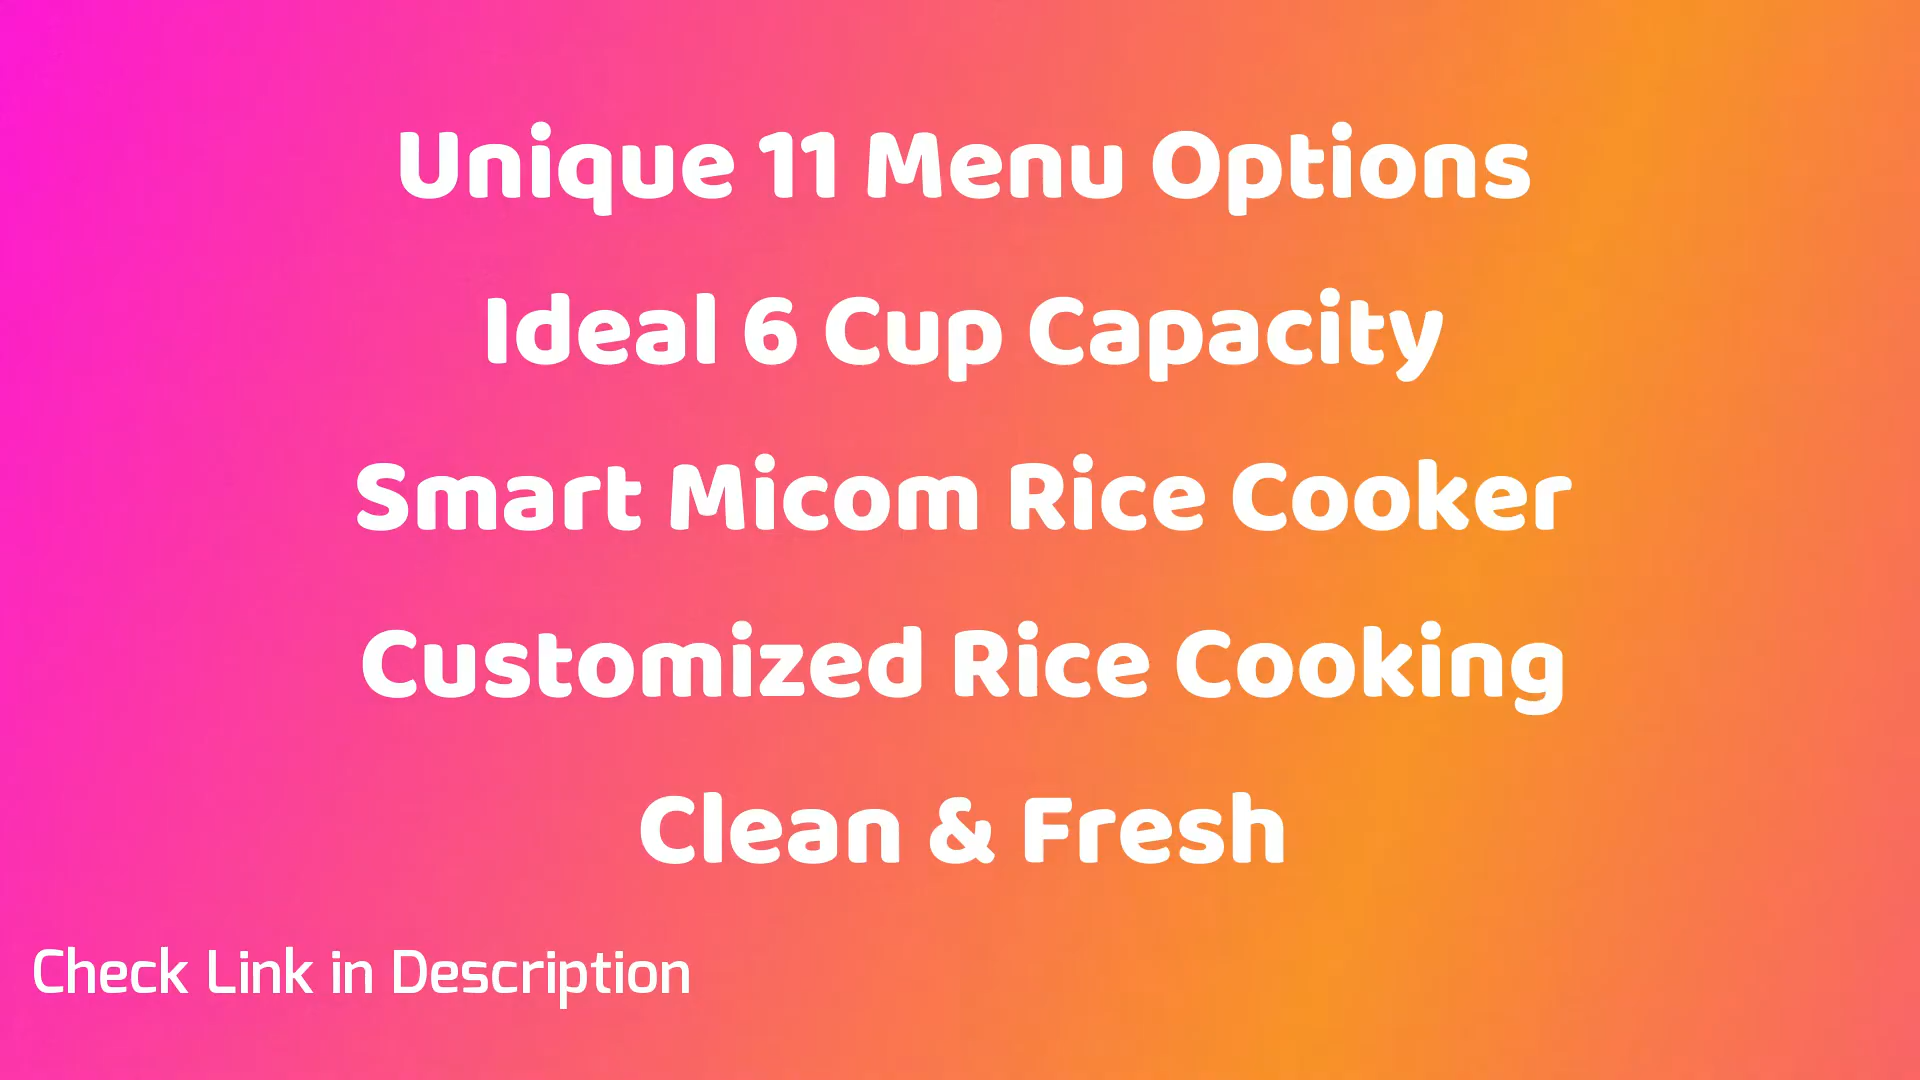 Unique 11 Menu Options
Ideal 6 Cup Capacity
Smart Micom Rice Cooker
Customized Rice Cooking
Clean & Fresh
Check Link in Description